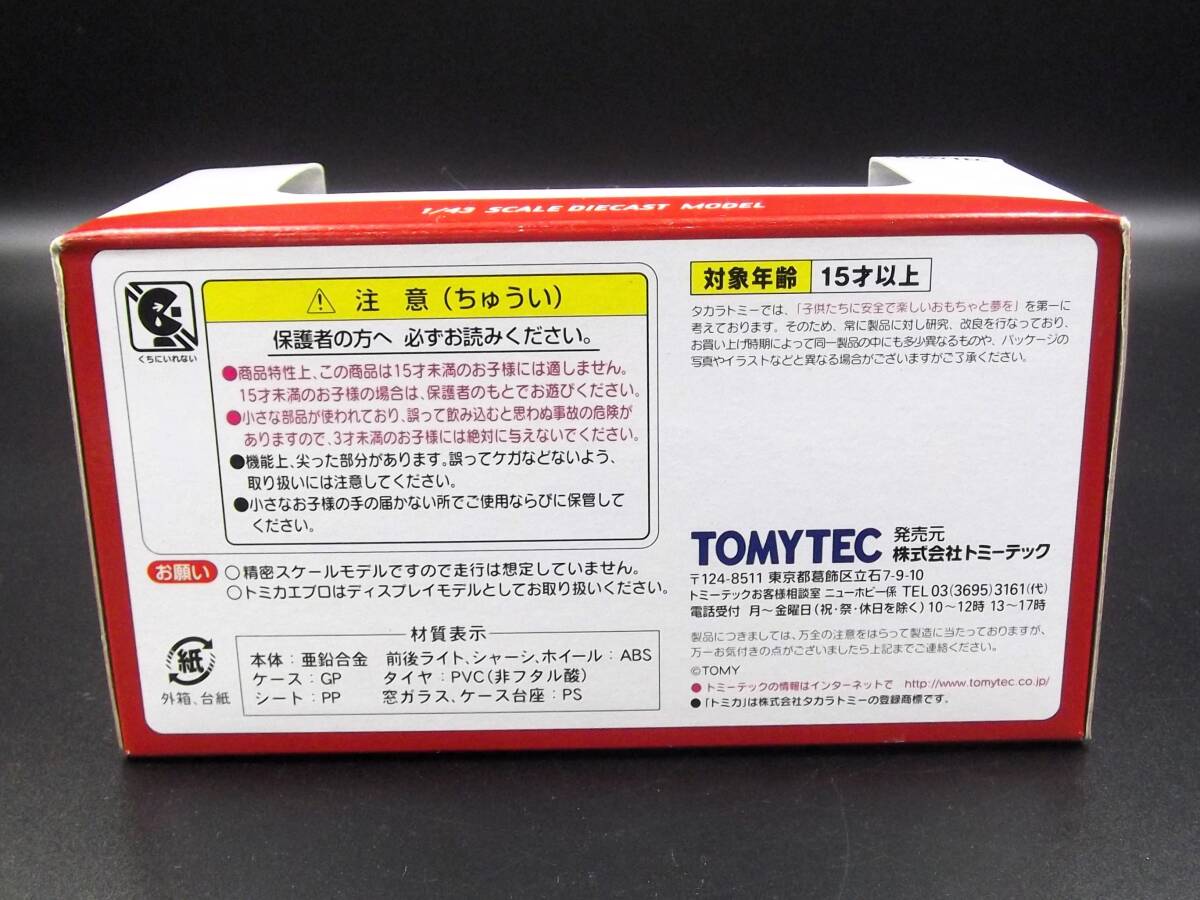 1/43 SCALE DIECAST MODEL
くちにいれない
注 意（ちゅうい）
保護者の方へ 必ずお読みください。
●商品特性上、この商品は15才未満のお子様には適しません。
15才未満のお子様の場合は、保護者のもとでお遊びください。
●小さな部品が使われており、誤って飲み込むと思わぬ事故の危険が
ありますので、3才未満のお子様には絶対に与えないでください。
●機能上、尖った部分があります。誤ってケガなどないよう、
取り扱いには注意してください。
●小さなお子様の手の届かない所でご使用ならびに保管して
ください。
お願い
○精密スケールモデルですので走行は想定していません。
○トミカエブロはディスプレイモデルとしてお取り扱いください。
紙
外箱、台紙
材質表示
本体：亜鉛合金 前後ライト、シャーシ、ホイール：ABS
ケース：GP タイヤ：PVC（非フタル酸）
シート：PP 窓ガラス、ケース台座：PS
対象年齢 15才以上
タカラトミーでは、「子供たちに安全で楽しいおもちゃと夢を」を第一に
考えております。そのため、常に製品に対し研究、改良を行なっており、
お買い上げ時期によって同一製品の中にも多少異なるものや、パッケージの
写真やイラストなどと異なる場合がございますがご了承ください。
TOMYTEC 発売元
株式会社トミーテック
〒124-8511 東京都葛飾区立石7-9-10
トミーテックお客様相談室 ニューホビー係 TEL 03(3695)3161(代)
電話受付 月～金曜日(祝・祭・休日を除く)10～12時 13～17時
製品につきましては、万全の注意をはらって製造に当たっておりますが、
万一お気付きの点がございましたら上記までご連絡ください。
©TOMY
●トミーテックの情報はインターネットで http://www.tomytec.co.jp/
●「トミカ」は株式会社タカラトミーの登録商標です。